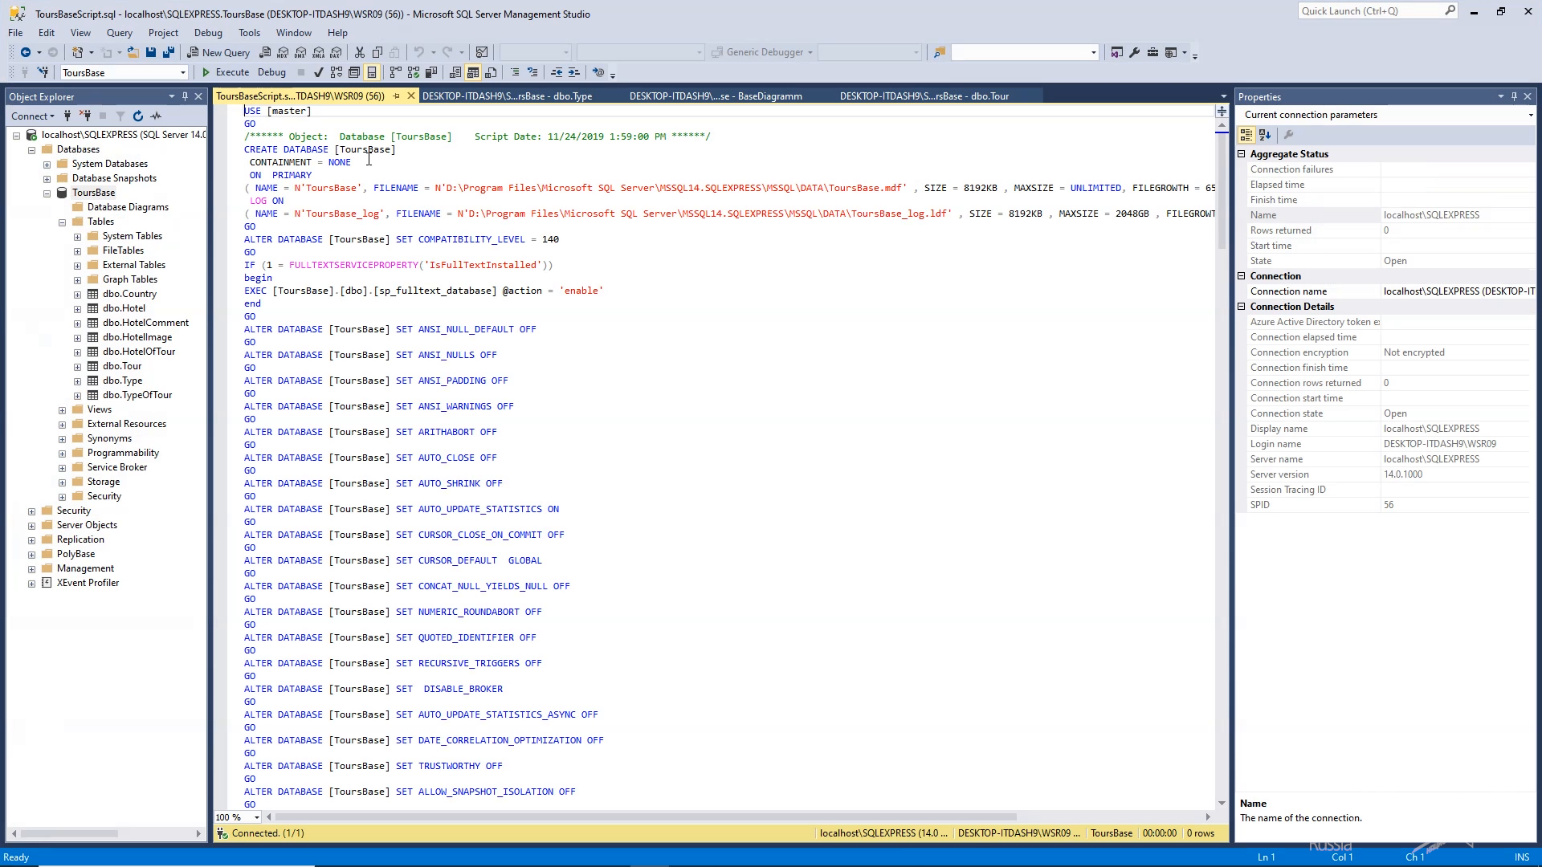 ToursBaseScript.sql - localhost\SQLEXPRESS.ToursBase (DESKTOP-ITDASH9\WSR09 (56)) - Microsoft SQL Server Management Studio
Quick Launch (Ctrl+Q)
File Edit View Query Project Debug Tools Window Help
New Query
Generic Debugger
ToursBase
Execute Debug
Object Explorer
Connect
localhost\SQLEXPRESS (SQL Server 14.0
Databases
System Databases
Database Snapshots
ToursBase
Database Diagrams
Tables
System Tables
FileTables
External Tables
Graph Tables
dbo.Country
dbo.Hotel
dbo.HotelComment
dbo.HotelImage
dbo.HotelOfTour
dbo.Tour
dbo.Type
dbo.TypeOfTour
Views
External Resources
Synonyms
Programmability
Service Broker
Storage
Security
Security
Server Objects
Replication
PolyBase
Management
XEvent Profiler
ToursBaseScript.s...TDASH9\WSR09 (56)) DESKTOP-ITDASH9\S...rsBase - dbo.Type DESKTOP-ITDASH9\S...se - BaseDiagramm DESKTOP-ITDASH9\S...rsBase - dbo.Tour
USE [master]
GO
/****** Object:  Database [ToursBase]    Script Date: 11/24/2019 1:59:00 PM ******/
CREATE DATABASE [ToursBase]
CONTAINMENT = NONE
ON  PRIMARY
( NAME = N'ToursBase', FILENAME = N'D:\Program Files\Microsoft SQL Server\MSSQL14.SQLEXPRESS\MSSQL\DATA\ToursBase.mdf' , SIZE = 8192KB , MAXSIZE = UNLIMITED, FILEGROWTH = 65
LOG ON
( NAME = N'ToursBase_log', FILENAME = N'D:\Program Files\Microsoft SQL Server\MSSQL14.SQLEXPRESS\MSSQL\DATA\ToursBase_log.ldf' , SIZE = 8192KB , MAXSIZE = 2048GB , FILEGROWT
GO
ALTER DATABASE [ToursBase] SET COMPATIBILITY_LEVEL = 140
GO
IF (1 = FULLTEXTSERVICEPROPERTY('IsFullTextInstalled'))
begin
EXEC [ToursBase].[dbo].[sp_fulltext_database] @action = 'enable'
end
GO
ALTER DATABASE [ToursBase] SET ANSI_NULL_DEFAULT OFF
GO
ALTER DATABASE [ToursBase] SET ANSI_NULLS OFF
GO
ALTER DATABASE [ToursBase] SET ANSI_PADDING OFF
GO
ALTER DATABASE [ToursBase] SET ANSI_WARNINGS OFF
GO
ALTER DATABASE [ToursBase] SET ARITHABORT OFF
GO
ALTER DATABASE [ToursBase] SET AUTO_CLOSE OFF
GO
ALTER DATABASE [ToursBase] SET AUTO_SHRINK OFF
GO
ALTER DATABASE [ToursBase] SET AUTO_UPDATE_STATISTICS ON
GO
ALTER DATABASE [ToursBase] SET CURSOR_CLOSE_ON_COMMIT OFF
GO
ALTER DATABASE [ToursBase] SET CURSOR_DEFAULT  GLOBAL
GO
ALTER DATABASE [ToursBase] SET CONCAT_NULL_YIELDS_NULL OFF
GO
ALTER DATABASE [ToursBase] SET NUMERIC_ROUNDABORT OFF
GO
ALTER DATABASE [ToursBase] SET QUOTED_IDENTIFIER OFF
GO
ALTER DATABASE [ToursBase] SET RECURSIVE_TRIGGERS OFF
GO
ALTER DATABASE [ToursBase] SET  DISABLE_BROKER
GO
ALTER DATABASE [ToursBase] SET AUTO_UPDATE_STATISTICS_ASYNC OFF
GO
ALTER DATABASE [ToursBase] SET DATE_CORRELATION_OPTIMIZATION OFF
GO
ALTER DATABASE [ToursBase] SET TRUSTWORTHY OFF
GO
ALTER DATABASE [ToursBase] SET ALLOW_SNAPSHOT_ISOLATION OFF
GO
100 %
Connected. (1/1)
localhost\SQLEXPRESS (14.0 ... DESKTOP-ITDASH9\WSR09 ... ToursBase 00:00:00 0 rows
Properties
Current connection parameters
Aggregate Status
Connection failures
Elapsed time
Finish time
Name localhost\SQLEXPRESS
Rows returned 0
Start time
State Open
Connection
Connection name localhost\SQLEXPRESS (DESKTOP-IT
Connection Details
Azure Active Directory token e
Connection elapsed time
Connection encryption Not encrypted
Connection finish time
Connection rows returned 0
Connection start time
Connection state Open
Display name localhost\SQLEXPRESS
Login name DESKTOP-ITDASH9\WSR09
Server name localhost\SQLEXPRESS
Server version 14.0.1000
Session Tracing ID
SPID 56
Name
The name of the connection.
Russia
Ready Ln 1 Col 1 Ch 1 INS